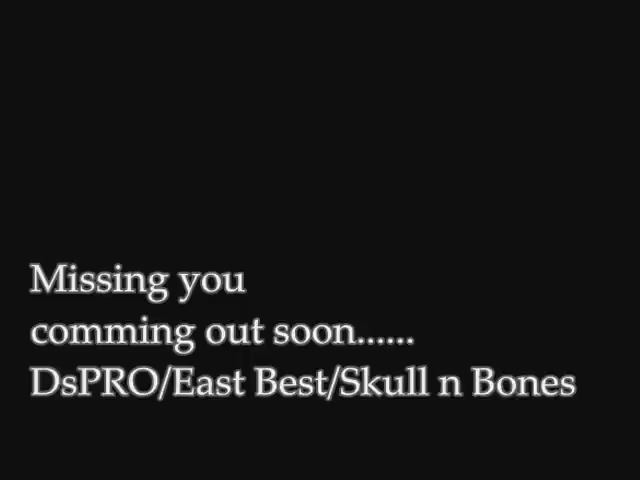 Missing you
comming out soon......
DsPRO/East Best/Skull n Bones